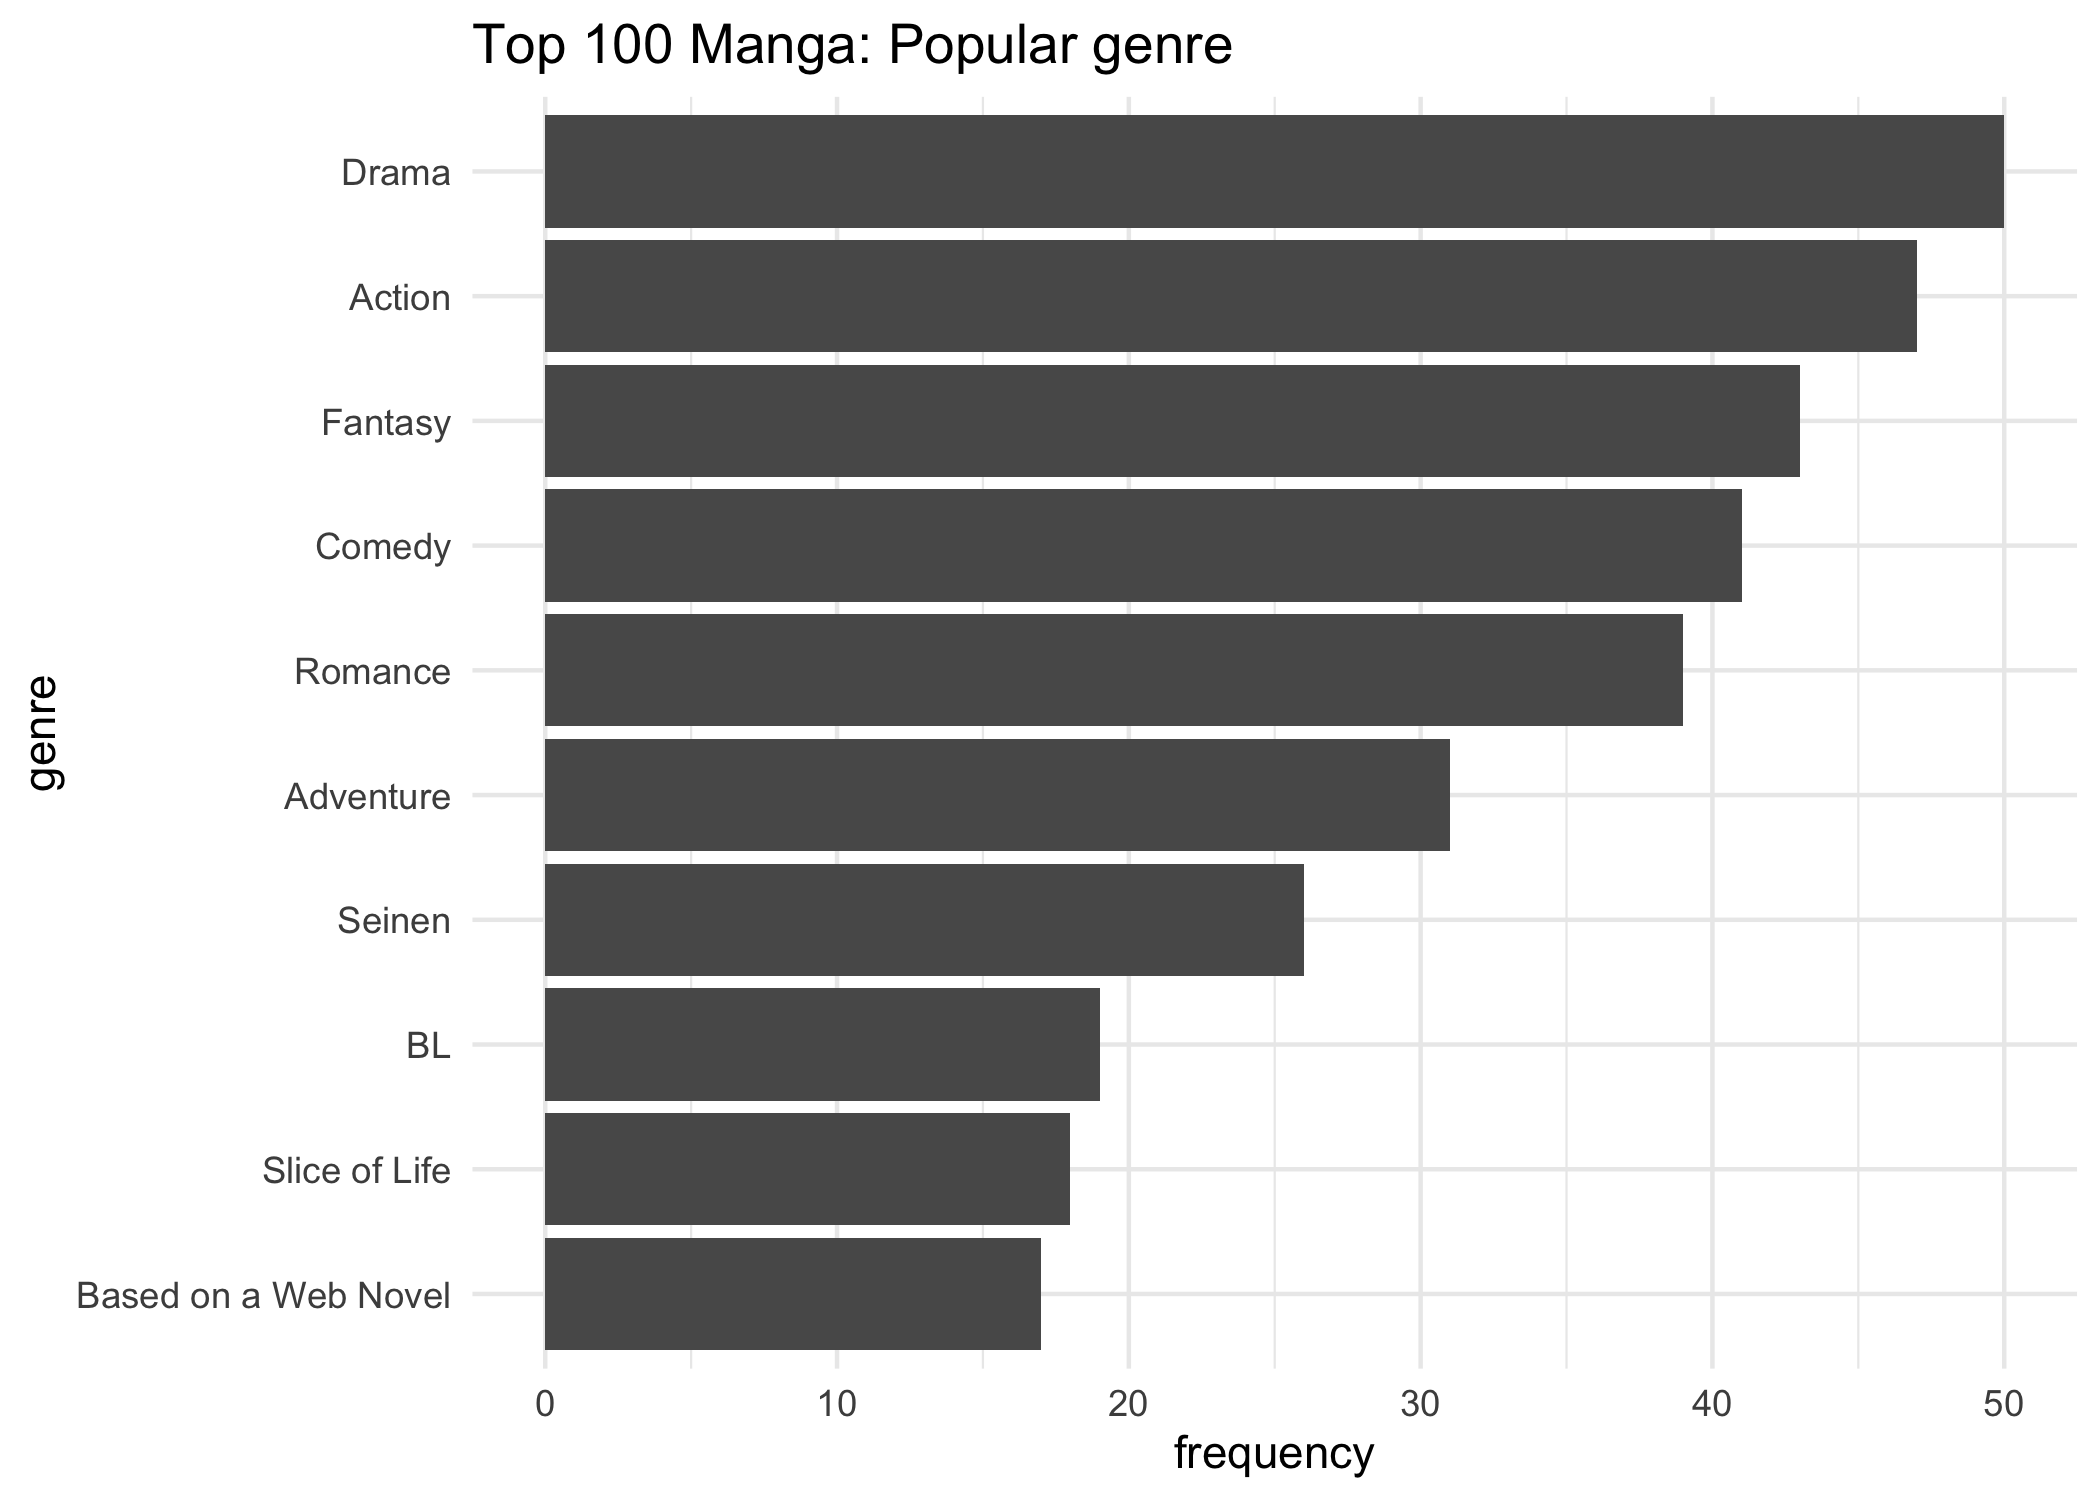 Top 100 Manga: Popular genre
genre
Drama
Action
Fantasy
Comedy
Romance
Adventure
Seinen
BL
Slice of Life
Based on a Web Novel
0 10 20 30 40 50
frequency